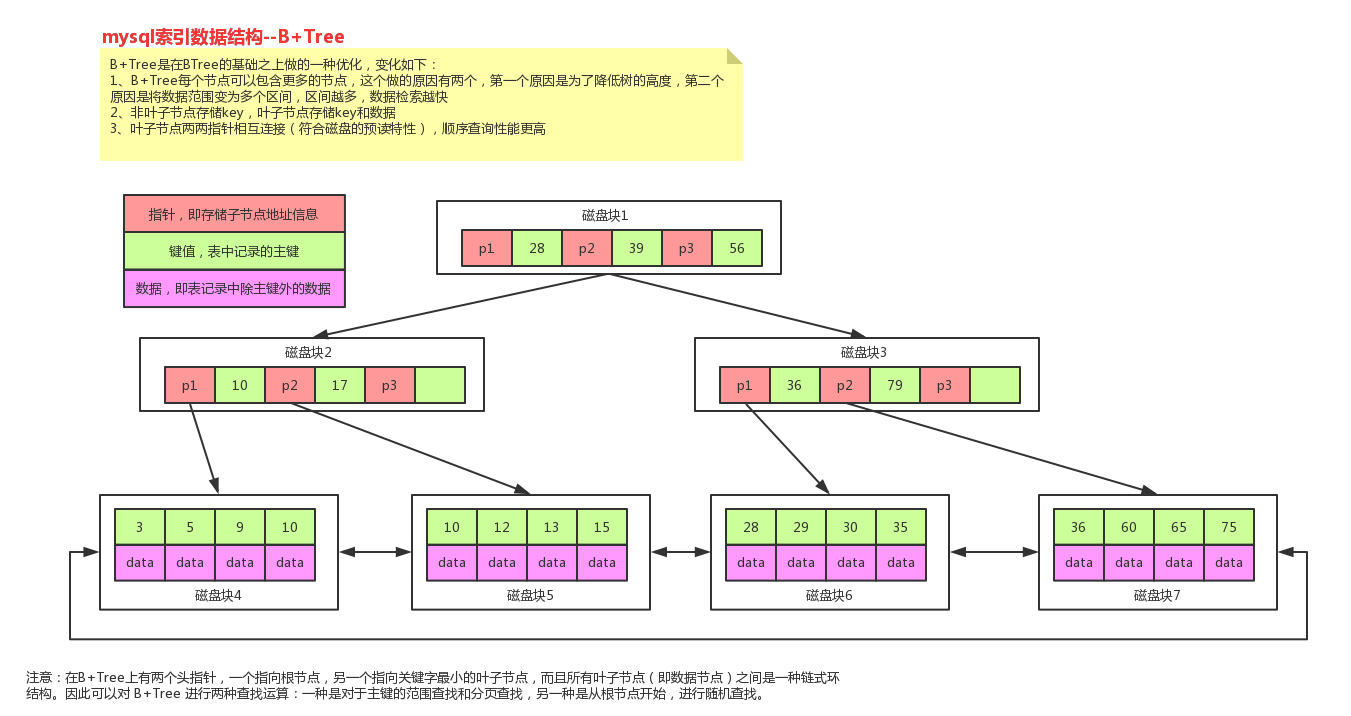 mysql索引数据结构--B+Tree
B+Tree是在BTree的基础之上做的一种优化，变化如下：
1、B+Tree每个节点可以包含更多的节点，这个做的原因有两个，第一个原因是为了降低树的高度，第二个
原因是将数据范围变为多个区间，区间越多，数据检索越快
2、非叶子节点存储key，叶子节点存储key和数据
3、叶子节点两两指针相互连接（符合磁盘的预读特性），顺序查询性能更高
指针，即存储子节点地址信息
键值，表中记录的主键
数据，即表记录中除主键外的数据
磁盘块1
p1 28 p2 39 p3 56
磁盘块2
p1 10 p2 17 p3
磁盘块3
p1 36 p2 79 p3
3 5 9 10
data data data data
磁盘块4
10 12 13 15
data data data data
磁盘块5
28 29 30 35
data data data data
磁盘块6
36 60 65 75
data data data data
磁盘块7
注意：在B+Tree上有两个头指针，一个指向根节点，另一个指向关键字最小的叶子节点，而且所有叶子节点（即数据节点）之间是一种链式环
结构。因此可以对 B+Tree 进行两种查找运算：一种是对于主键的范围查找和分页查找，另一种是从根节点开始，进行随机查找。